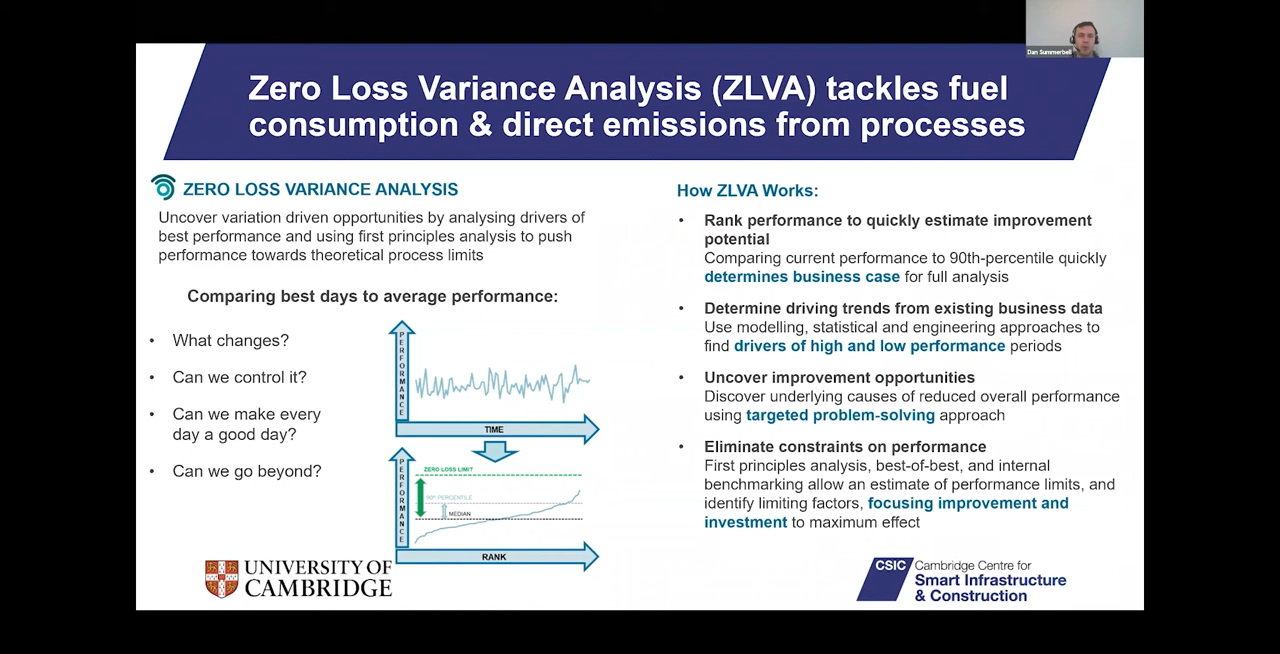 Dan Summerbell
Zero Loss Variance Analysis (ZLVA) tackles fuel
consumption & direct emissions from processes
ZERO LOSS VARIANCE ANALYSIS
Uncover variation driven opportunities by analysing drivers of
best performance and using first principles analysis to push
performance towards theoretical process limits
Comparing best days to average performance:
• What changes?
• Can we control it?
• Can we make every
day a good day?
• Can we go beyond?
PERFORMANCE
TIME
PERFORMANCE
ZERO LOSS LIMIT
90th PERCENTILE
MEDIAN
RANK
How ZLVA Works:
• Rank performance to quickly estimate improvement
potential
Comparing current performance to 90th-percentile quickly
determines business case for full analysis
• Determine driving trends from existing business data
Use modelling, statistical and engineering approaches to
find drivers of high and low performance periods
• Uncover improvement opportunities
Discover underlying causes of reduced overall performance
using targeted problem-solving approach
• Eliminate constraints on performance
First principles analysis, best-of-best, and internal
benchmarking allow an estimate of performance limits, and
identify limiting factors, focusing improvement and
investment to maximum effect
UNIVERSITY OF
CAMBRIDGE
CSIC
Cambridge Centre for
Smart Infrastructure
& Construction